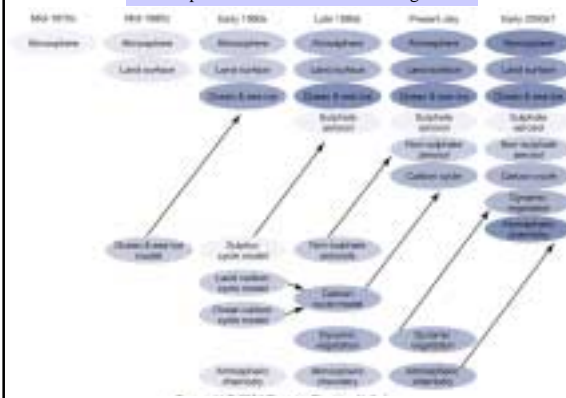 Mid-1970s
Mid-1980s
Early 1990s
Late 1990s
Present day
Early 2000s?
Atmosphere
Atmosphere
Atmosphere
Atmosphere
Atmosphere
Atmosphere
Land surface
Land surface
Land surface
Land surface
Land surface
Ocean & sea-ice
Ocean & sea-ice
Ocean & sea-ice
Ocean & sea-ice
Sulphate
aerosol
Sulphate
aerosol
Sulphate
aerosol
Non-sulphate
aerosol
Non-sulphate
aerosol
Carbon cycle
Carbon cycle
Dynamic
vegetation
Atmospheric
chemistry
Ocean & sea-ice
model
Sulphur
cycle model
Non-sulphate
aerosols
Land carbon
cycle model
Carbon
cycle model
Ocean carbon
cycle model
Dynamic
vegetation
Dynamic
vegetation
Atmospheric
chemistry
Atmospheric
chemistry
Atmospheric
chemistry